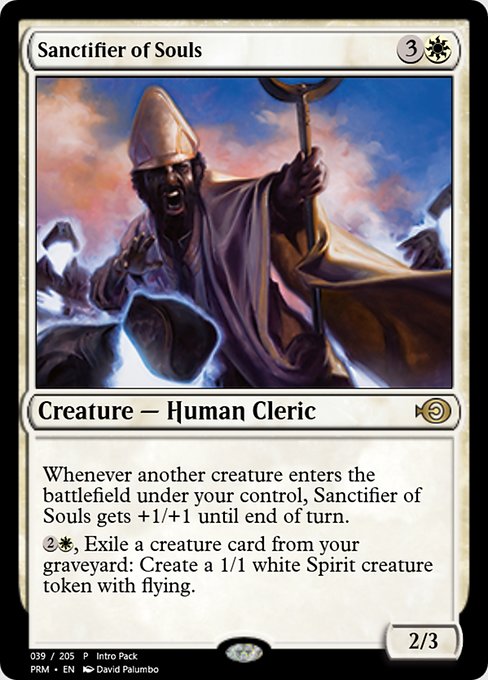 Sanctifier of Souls 3
Creature — Human Cleric
Whenever another creature enters the
battlefield under your control, Sanctifier of
Souls gets +1/+1 until end of turn.
2, Exile a creature card from your
graveyard: Create a 1/1 white Spirit creature
token with flying.
2/3
039 / 205 P Intro Pack
PRM • EN David Palumbo